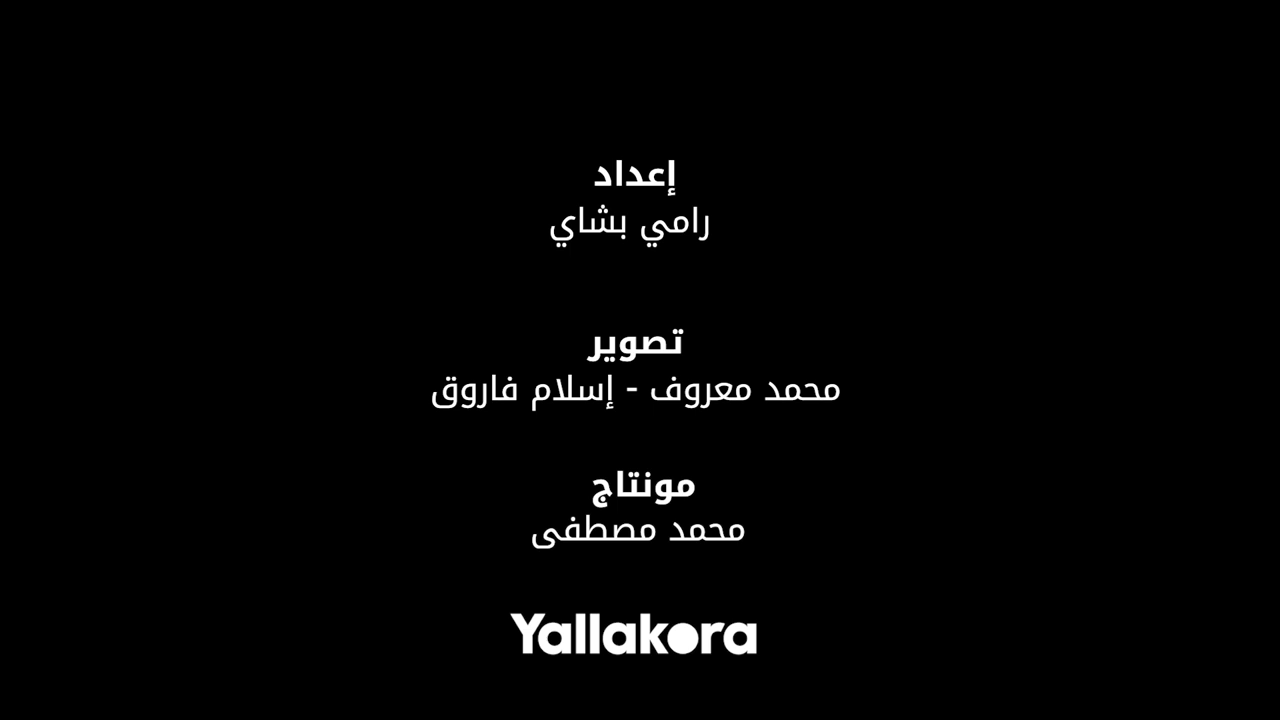 إعداد
رامي بشاي
تصوير
محمد معروف - إسلام فاروق
مونتاج
محمد مصطفى
Yallakora